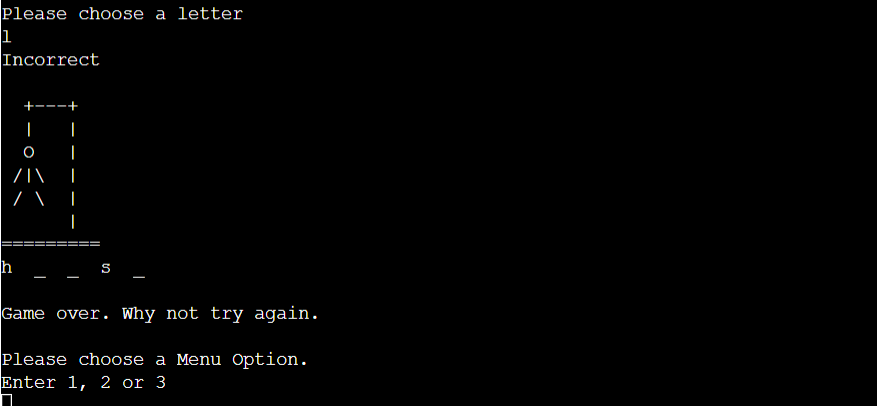 Please choose a letter
l
Incorrect
  +---+
  |   |
  O   |
 /|\  |
 / \  |
      |
=========
h  _  _  s  _
Game over. Why not try again.
Please choose a Menu Option.
Enter 1, 2 or 3